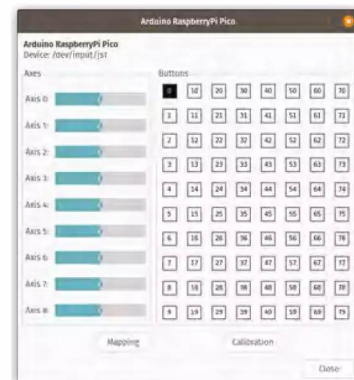 Arduino RaspberryPi Pico
Arduino RaspberryPi Pico
Device: /dev/input/js1
Axes
Buttons
Axis 0:
Axis 1:
Axis 2:
Axis 3:
Axis 4:
Axis 5:
Axis 6:
Axis 7:
Axis 8:
0 10 20 30 40 50 60 70
1 11 21 31 41 51 61 71
2 12 22 32 42 52 62 72
3 13 23 33 43 53 63 73
4 14 24 34 44 54 64 74
5 15 25 35 45 55 65 75
6 16 26 36 46 56 66 76
7 17 27 37 47 57 67 77
8 18 28 38 48 58 68 78
9 19 29 39 49 59 69 79
Mapping
Calibration
Close